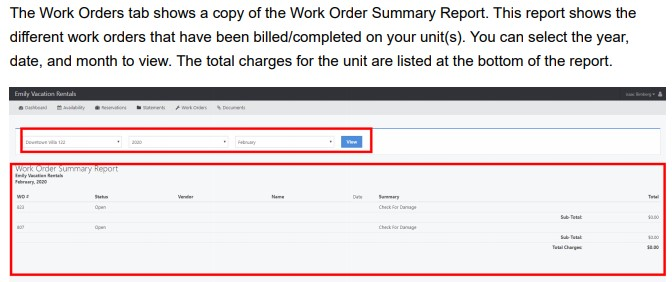 The Work Orders tab shows a copy of the Work Order Summary Report. This report shows the
different work orders that have been billed/completed on your unit(s). You can select the year,
date, and month to view. The total charges for the unit are listed at the bottom of the report.
Emily Vacation Rentals
Dashboard Availability Reservations Statements Work Orders Documents
Downtown Villa 122 2020 February View
Work Order Summary Report
Emily Vacation Rentals
February, 2020
WO # Status Vendor Name Date Summary Total
823 Open Check For Damage
Sub-Total: $0.00
807 Open Check For Damage
Sub-Total: $0.00
Total Charges: $0.00